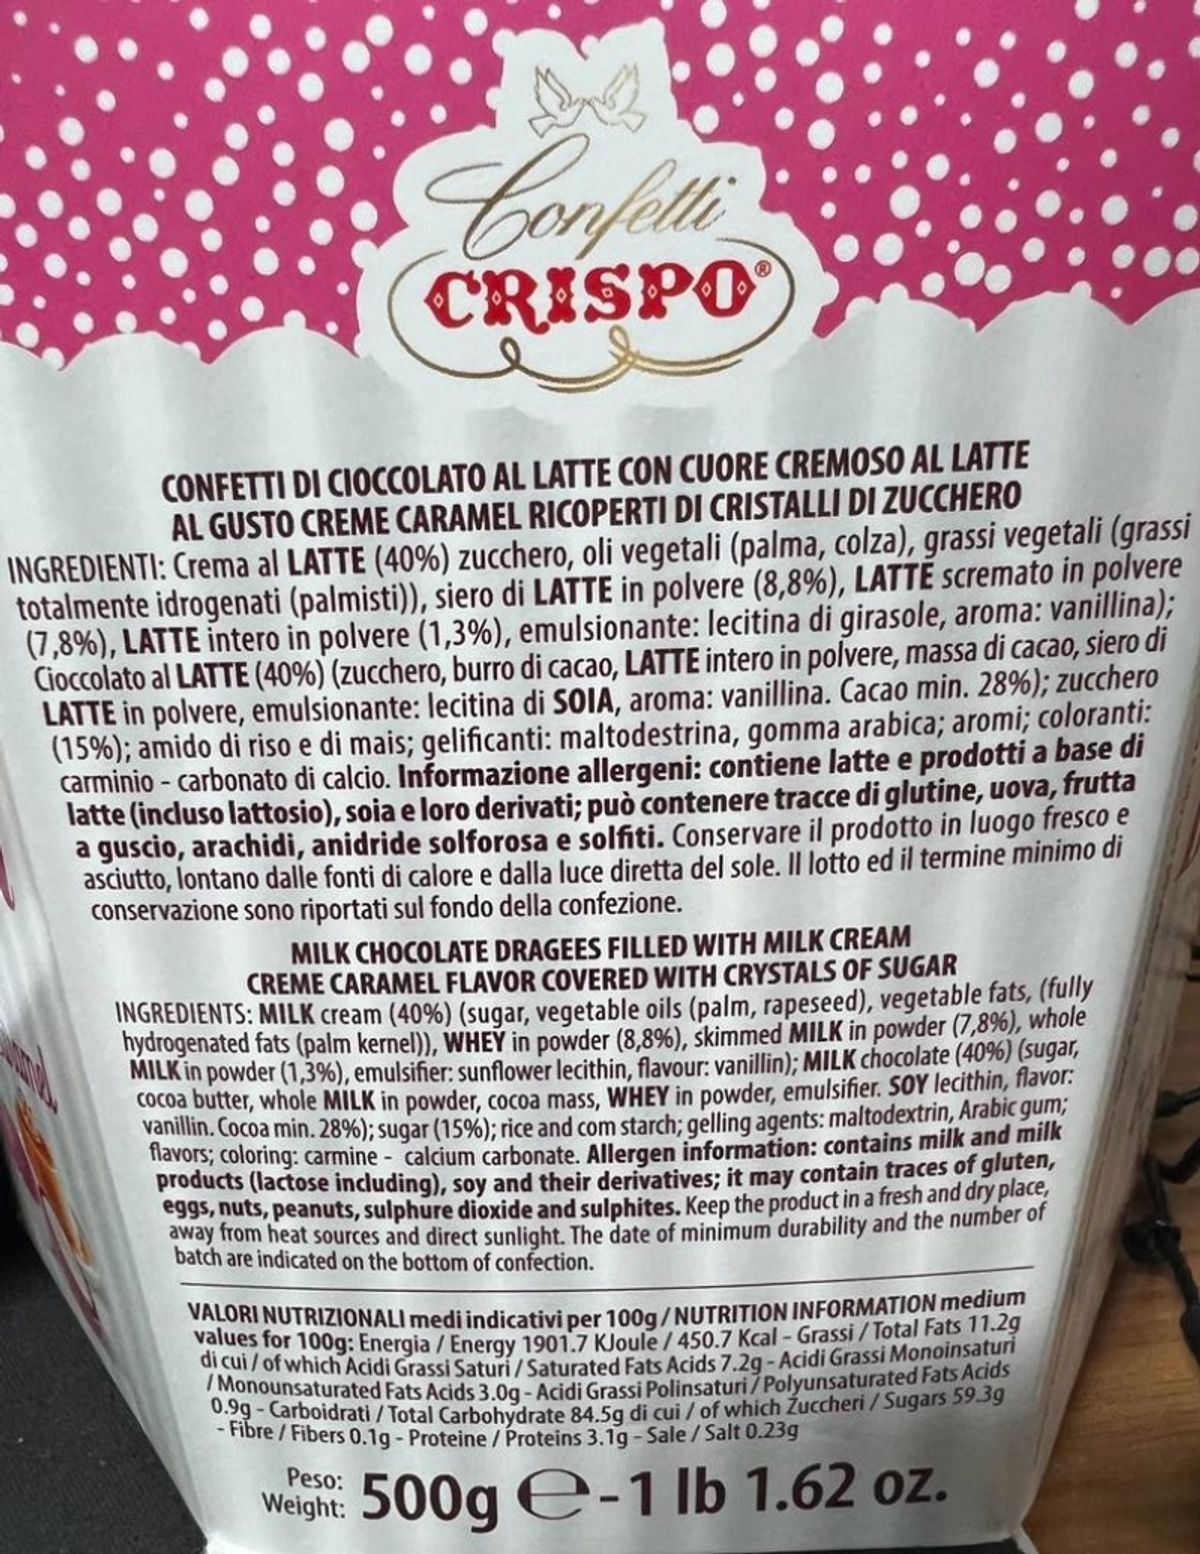 Confetti
CRISPO®
CONFETTI DI CIOCCOLATO AL LATTE CON CUORE CREMOSO AL LATTE
AL GUSTO CREME CARAMEL RICOPERTI DI CRISTALLI DI ZUCCHERO
INGREDIENTI: Crema al LATTE (40%) zucchero, oli vegetali (palma, colza), grassi vegetali (grassi
totalmente idrogenati (palmisti)), siero di LATTE in polvere (8,8%), LATTE scremato in polvere
(7,8%), LATTE intero in polvere (1,3%), emulsionante: lecitina di girasole, aroma: vanillina);
Cioccolato al LATTE (40%) (zucchero, burro di cacao, LATTE intero in polvere, massa di cacao, siero di
LATTE in polvere, emulsionante: lecitina di SOIA, aroma: vanillina. Cacao min. 28%); zucchero
(15%); amido di riso e di mais; gelificanti: maltodestrina, gomma arabica; aromi; coloranti:
carminio - carbonato di calcio. Informazione allergeni: contiene latte e prodotti a base di
latte (incluso lattosio), soia e loro derivati; può contenere tracce di glutine, uova, frutta
a guscio, arachidi, anidride solforosa e solfiti. Conservare il prodotto in luogo fresco e
asciutto, lontano dalle fonti di calore e dalla luce diretta del sole. Il lotto ed il termine minimo di
conservazione sono riportati sul fondo della confezione.
MILK CHOCOLATE DRAGEES FILLED WITH MILK CREAM
CREME CARAMEL FLAVOR COVERED WITH CRYSTALS OF SUGAR
INGREDIENTS: MILK cream (40%) (sugar, vegetable oils (palm, rapeseed), vegetable fats, (fully
hydrogenated fats (palm kernel)), WHEY in powder (8,8%), skimmed MILK in powder (7,8%), whole
MILK in powder (1,3%), emulsifier: sunflower lecithin, flavour: vanillin); MILK chocolate (40%) (sugar,
cocoa butter, whole MILK in powder, cocoa mass, WHEY in powder, emulsifier. SOY lecithin, flavor:
vanillin. Cocoa min. 28%); sugar (15%); rice and com starch; gelling agents: maltodextrin, Arabic gum;
flavors; coloring: carmine - calcium carbonate. Allergen information: contains milk and milk
products (lactose including), soy and their derivatives; it may contain traces of gluten,
eggs, nuts, peanuts, sulphure dioxide and sulphites. Keep the product in a fresh and dry place,
away from heat sources and direct sunlight. The date of minimum durability and the number of
batch are indicated on the bottom of confection.
VALORI NUTRIZIONALI medi indicativi per 100g / NUTRITION INFORMATION medium
values for 100g: Energia / Energy 1901.7 KJoule / 450.7 Kcal - Grassi / Total Fats 11.2g
di cui / of which Acidi Grassi Saturi / Saturated Fats Acids 7.2g - Acidi Grassi Monoinsaturi
/ Monounsaturated Fats Acids 3.0g - Acidi Grassi Polinsaturi / Polyunsaturated Fats Acids
0.9g - Carboidrati / Total Carbohydrate 84.5g di cui / of which Zuccheri / Sugars 59.3g
- Fibre / Fibers 0.1g - Proteine / Proteins 3.1g - Sale / Salt 0.23g
Peso:
Weight: 500g ℮ - 1 lb 1.62 oz.